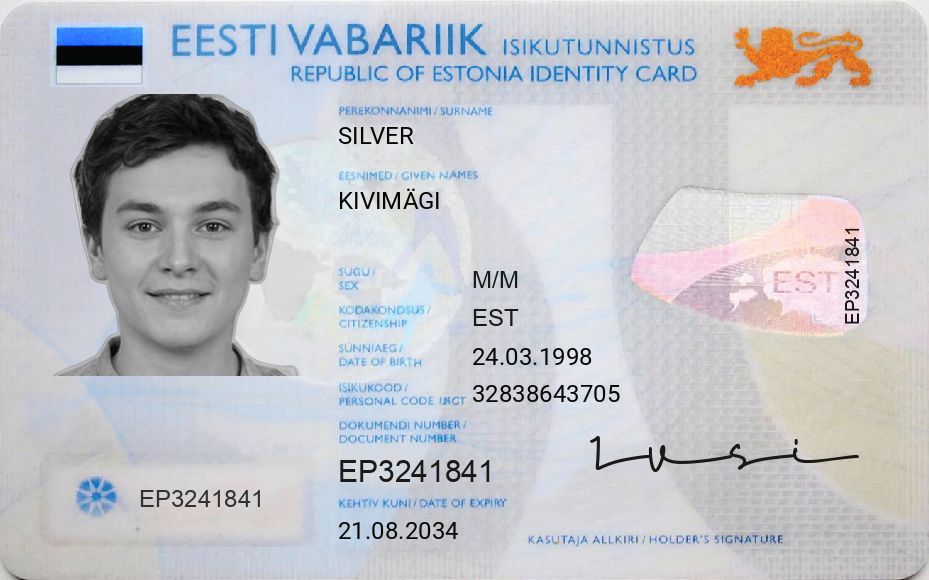 EESTI VABARIIK ISIKUTUNNISTUS
REPUBLIC OF ESTONIA IDENTITY CARD
PEREKONNANIMI / SURNAME
SILVER
EESNIMED / GIVEN NAMES
KIVIMÄGI
SUGU /
SEX
M/M
KODAKONDSUS /
CITIZENSHIP
EST
SÜNNIAEG /
DATE OF BIRTH
24.03.1998
ISIKUKOOD /
PERSONAL CODE
32838643705
DOKUMENDI NUMBER /
DOCUMENT NUMBER
EP3241841
KEHTIV KUNI / DATE OF EXPIRY
21.08.2034
EP3241841
EST
EP3241841
KASUTAJA ALLKIRI / HOLDER'S SIGNATURE